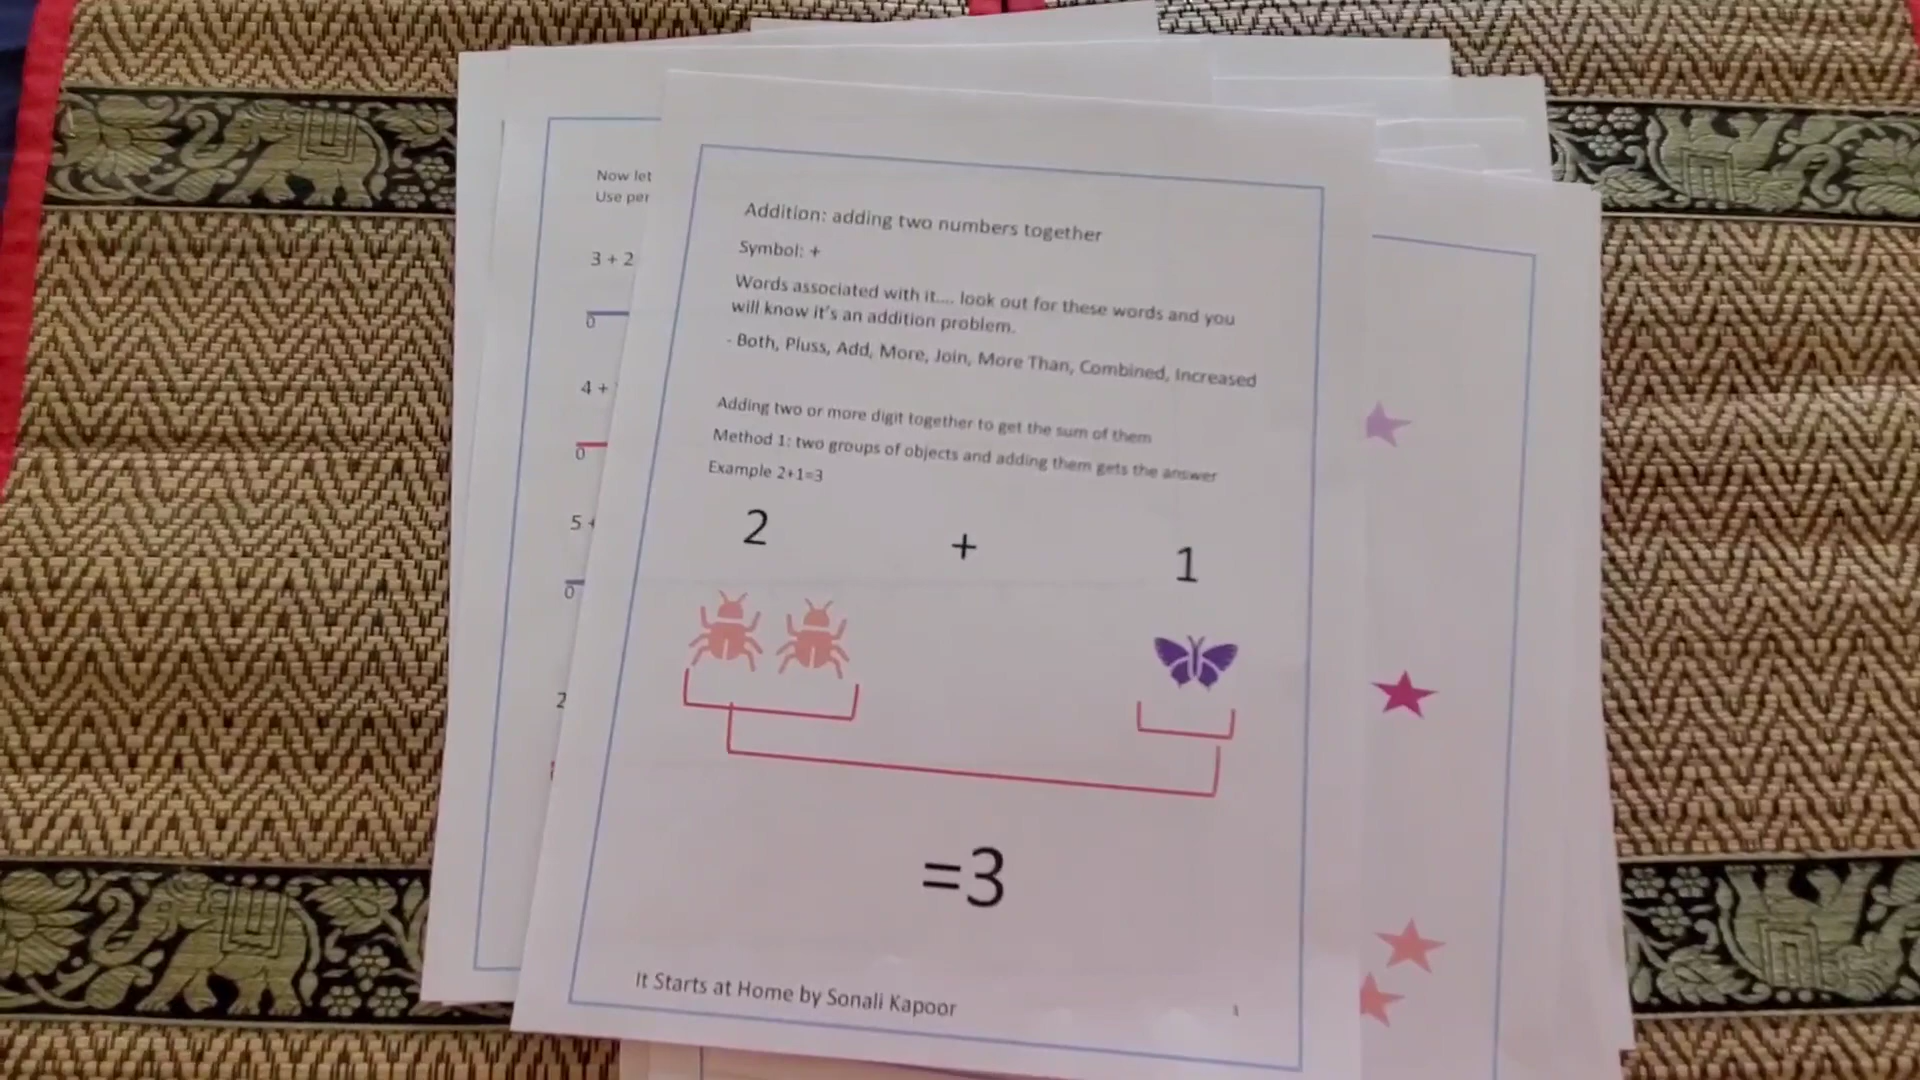 Now let
Use per
3 + 2
0
4 +
0
5 +
0
2
Addition: adding two numbers together
Symbol: +
Words associated with it.... look out for these words and you
will know it's an addition problem.
- Both, Pluss, Add, More, Join, More Than, Combined, Increased
Adding two or more digit together to get the sum of them
Method 1: two groups of objects and adding them gets the answer
Example 2+1=3
2 + 1
=3
It Starts at Home by Sonali Kapoor
1